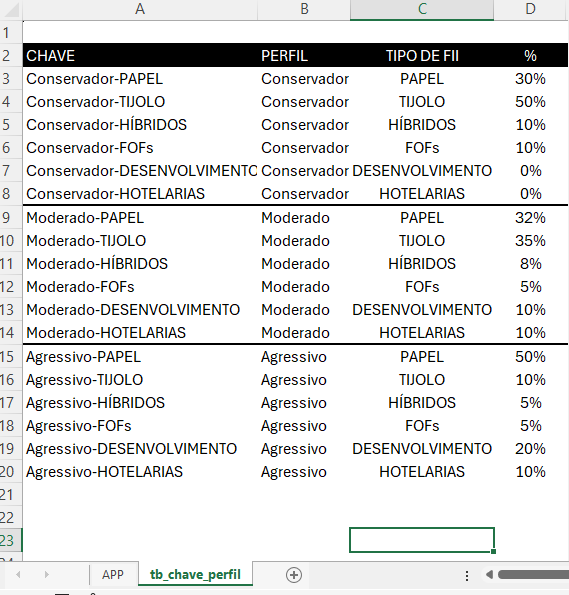 A B C D
1
2 CHAVE PERFIL TIPO DE FII %
3 Conservador-PAPEL Conservador PAPEL 30%
4 Conservador-TIJOLO Conservador TIJOLO 50%
5 Conservador-HÍBRIDOS Conservador HÍBRIDOS 10%
6 Conservador-FOFs Conservador FOFs 10%
7 Conservador-DESENVOLVIMENTO Conservador DESENVOLVIMENTO 0%
8 Conservador-HOTELARIAS Conservador HOTELARIAS 0%
9 Moderado-PAPEL Moderado PAPEL 32%
10 Moderado-TIJOLO Moderado TIJOLO 35%
11 Moderado-HÍBRIDOS Moderado HÍBRIDOS 8%
12 Moderado-FOFs Moderado FOFs 5%
13 Moderado-DESENVOLVIMENTO Moderado DESENVOLVIMENTO 10%
14 Moderado-HOTELARIAS Moderado HOTELARIAS 10%
15 Agressivo-PAPEL Agressivo PAPEL 50%
16 Agressivo-TIJOLO Agressivo TIJOLO 10%
17 Agressivo-HÍBRIDOS Agressivo HÍBRIDOS 5%
18 Agressivo-FOFs Agressivo FOFs 5%
19 Agressivo-DESENVOLVIMENTO Agressivo DESENVOLVIMENTO 20%
20 Agressivo-HOTELARIAS Agressivo HOTELARIAS 10%
21
22
23
APP tb_chave_perfil